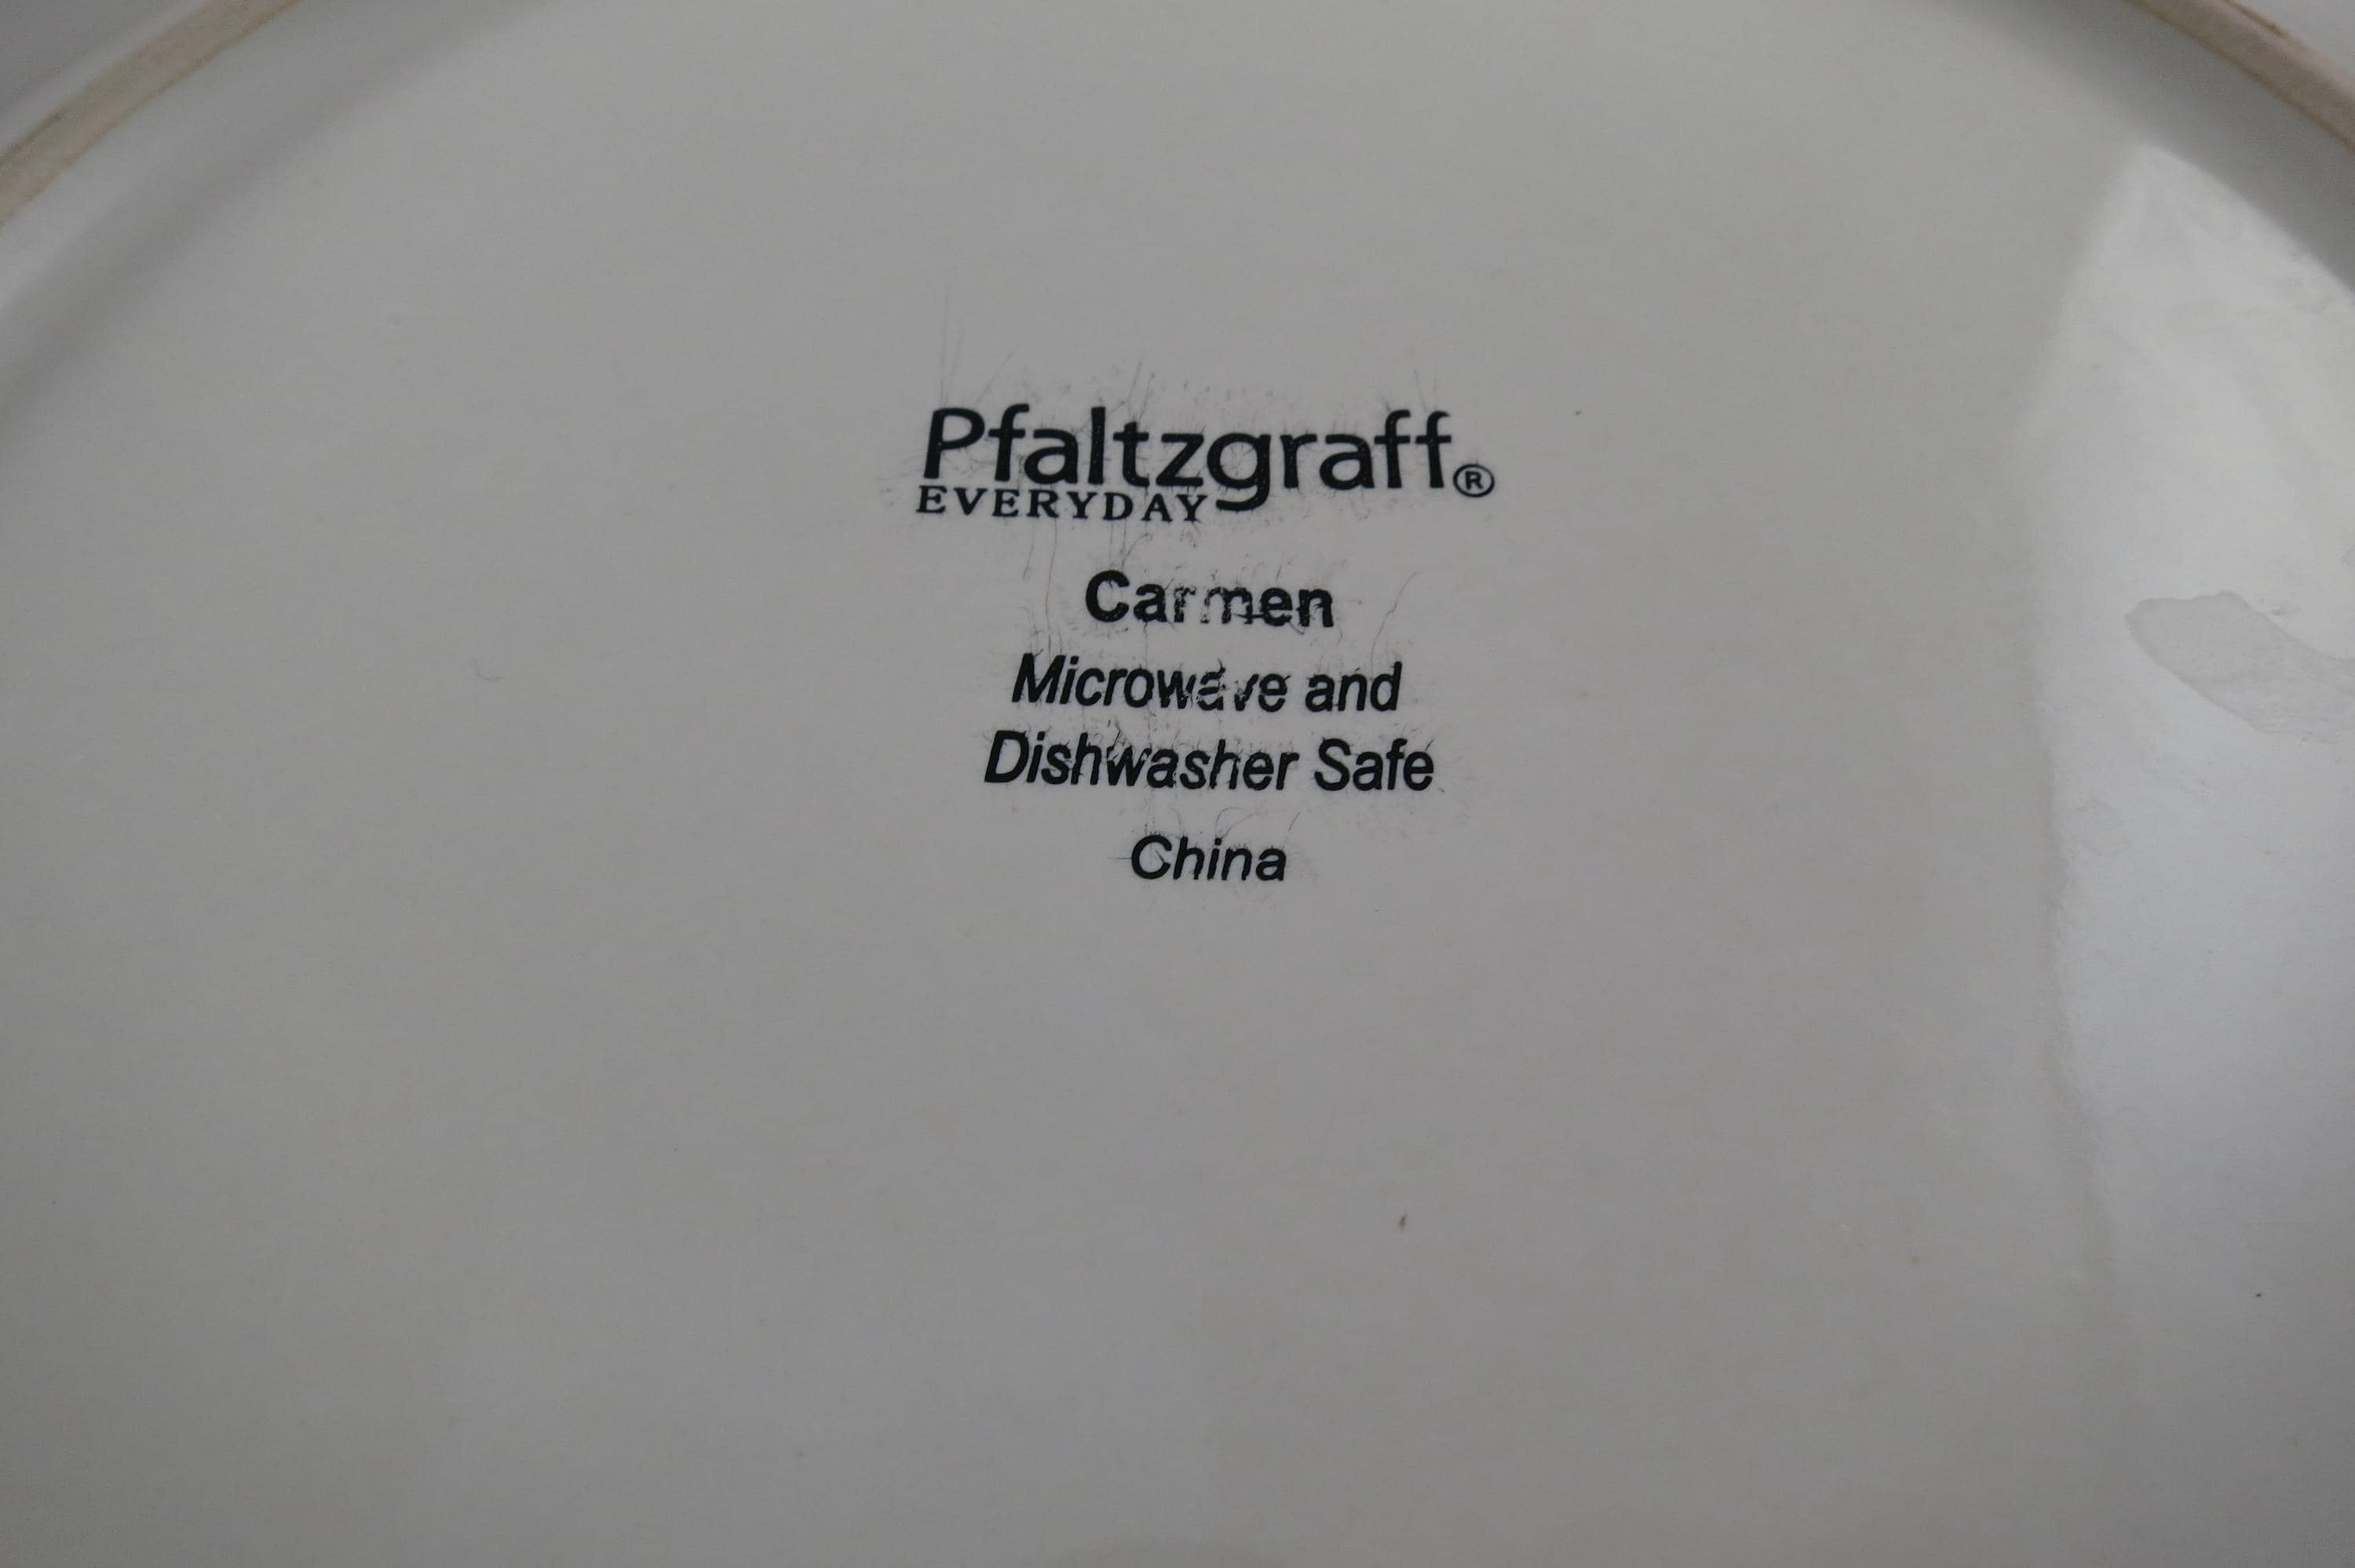 Pfaltzgraff®
EVERYDAY
Carmen
Microwave and
Dishwasher Safe
China